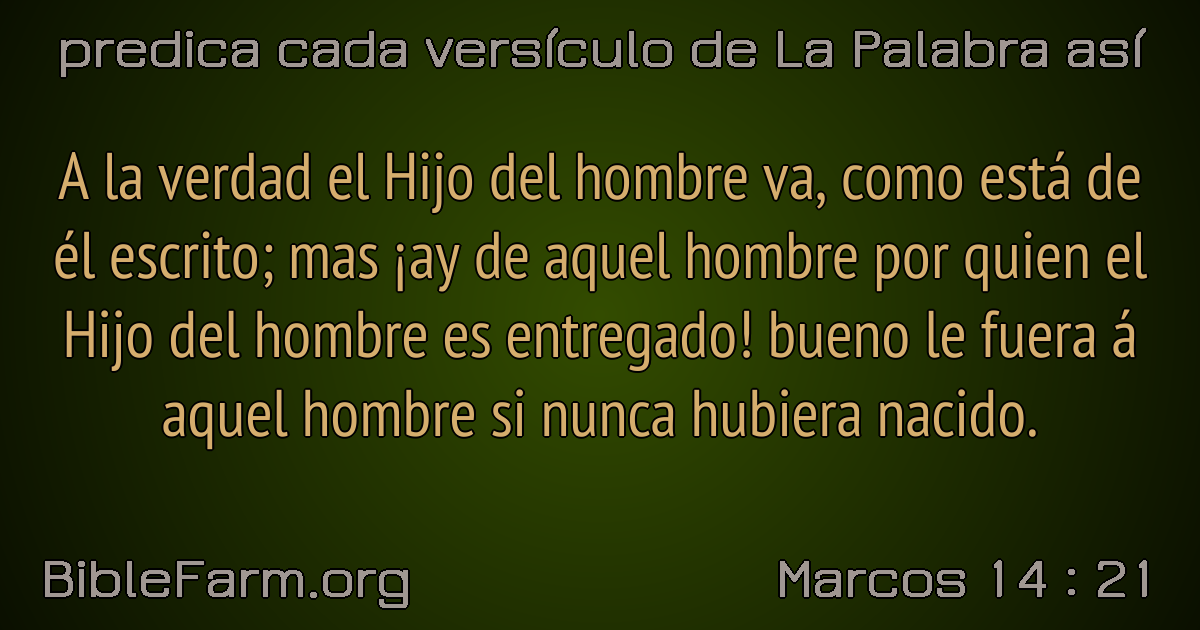 predica cada versículo de La Palabra así
A la verdad el Hijo del hombre va, como está de
él escrito; mas ¡ay de aquel hombre por quien el
Hijo del hombre es entregado! bueno le fuera á
aquel hombre si nunca hubiera nacido.
BibleFarm.org
Marcos 14 : 21